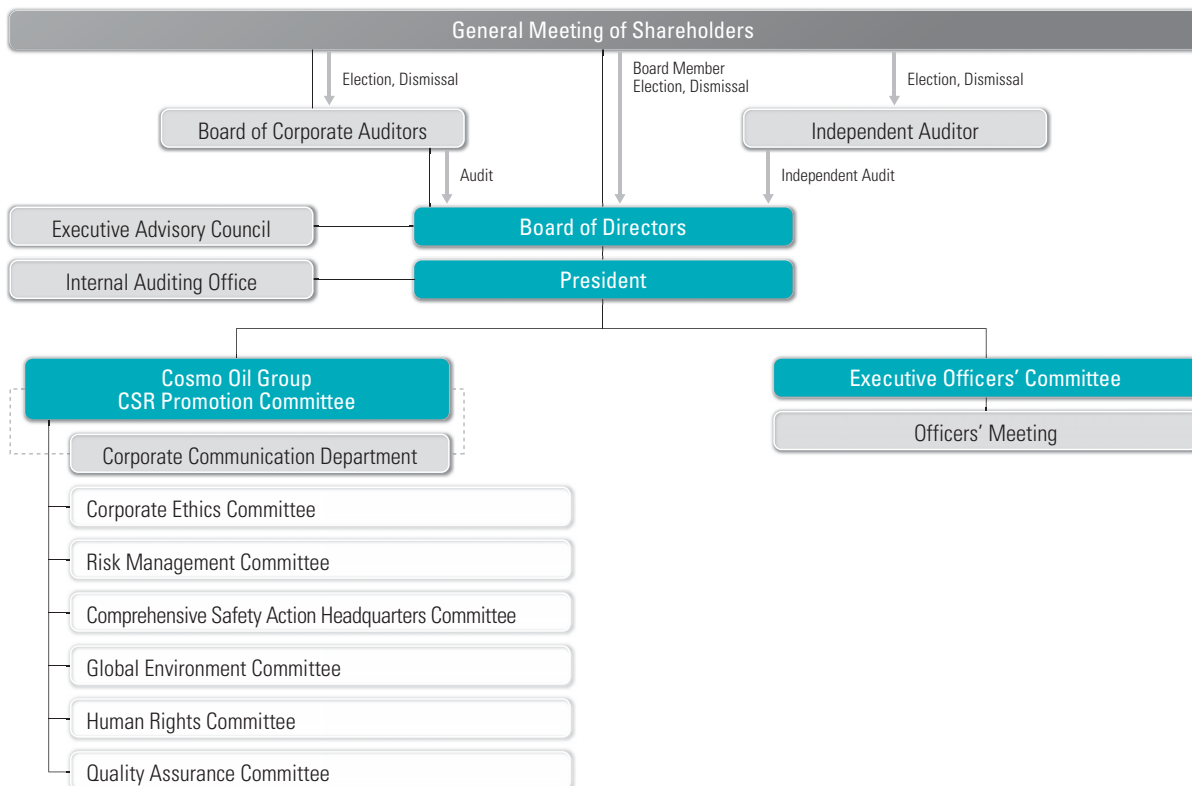 General Meeting of Shareholders
Election, Dismissal
Board Member
Election, Dismissal
Election, Dismissal
Board of Corporate Auditors
Independent Auditor
Audit
Independent Audit
Executive Advisory Council
Board of Directors
Internal Auditing Office
President
Cosmo Oil Group
CSR Promotion Committee
Executive Officers’ Committee
Officers’ Meeting
Corporate Communication Department
Corporate Ethics Committee
Risk Management Committee
Comprehensive Safety Action Headquarters Committee
Global Environment Committee
Human Rights Committee
Quality Assurance Committee